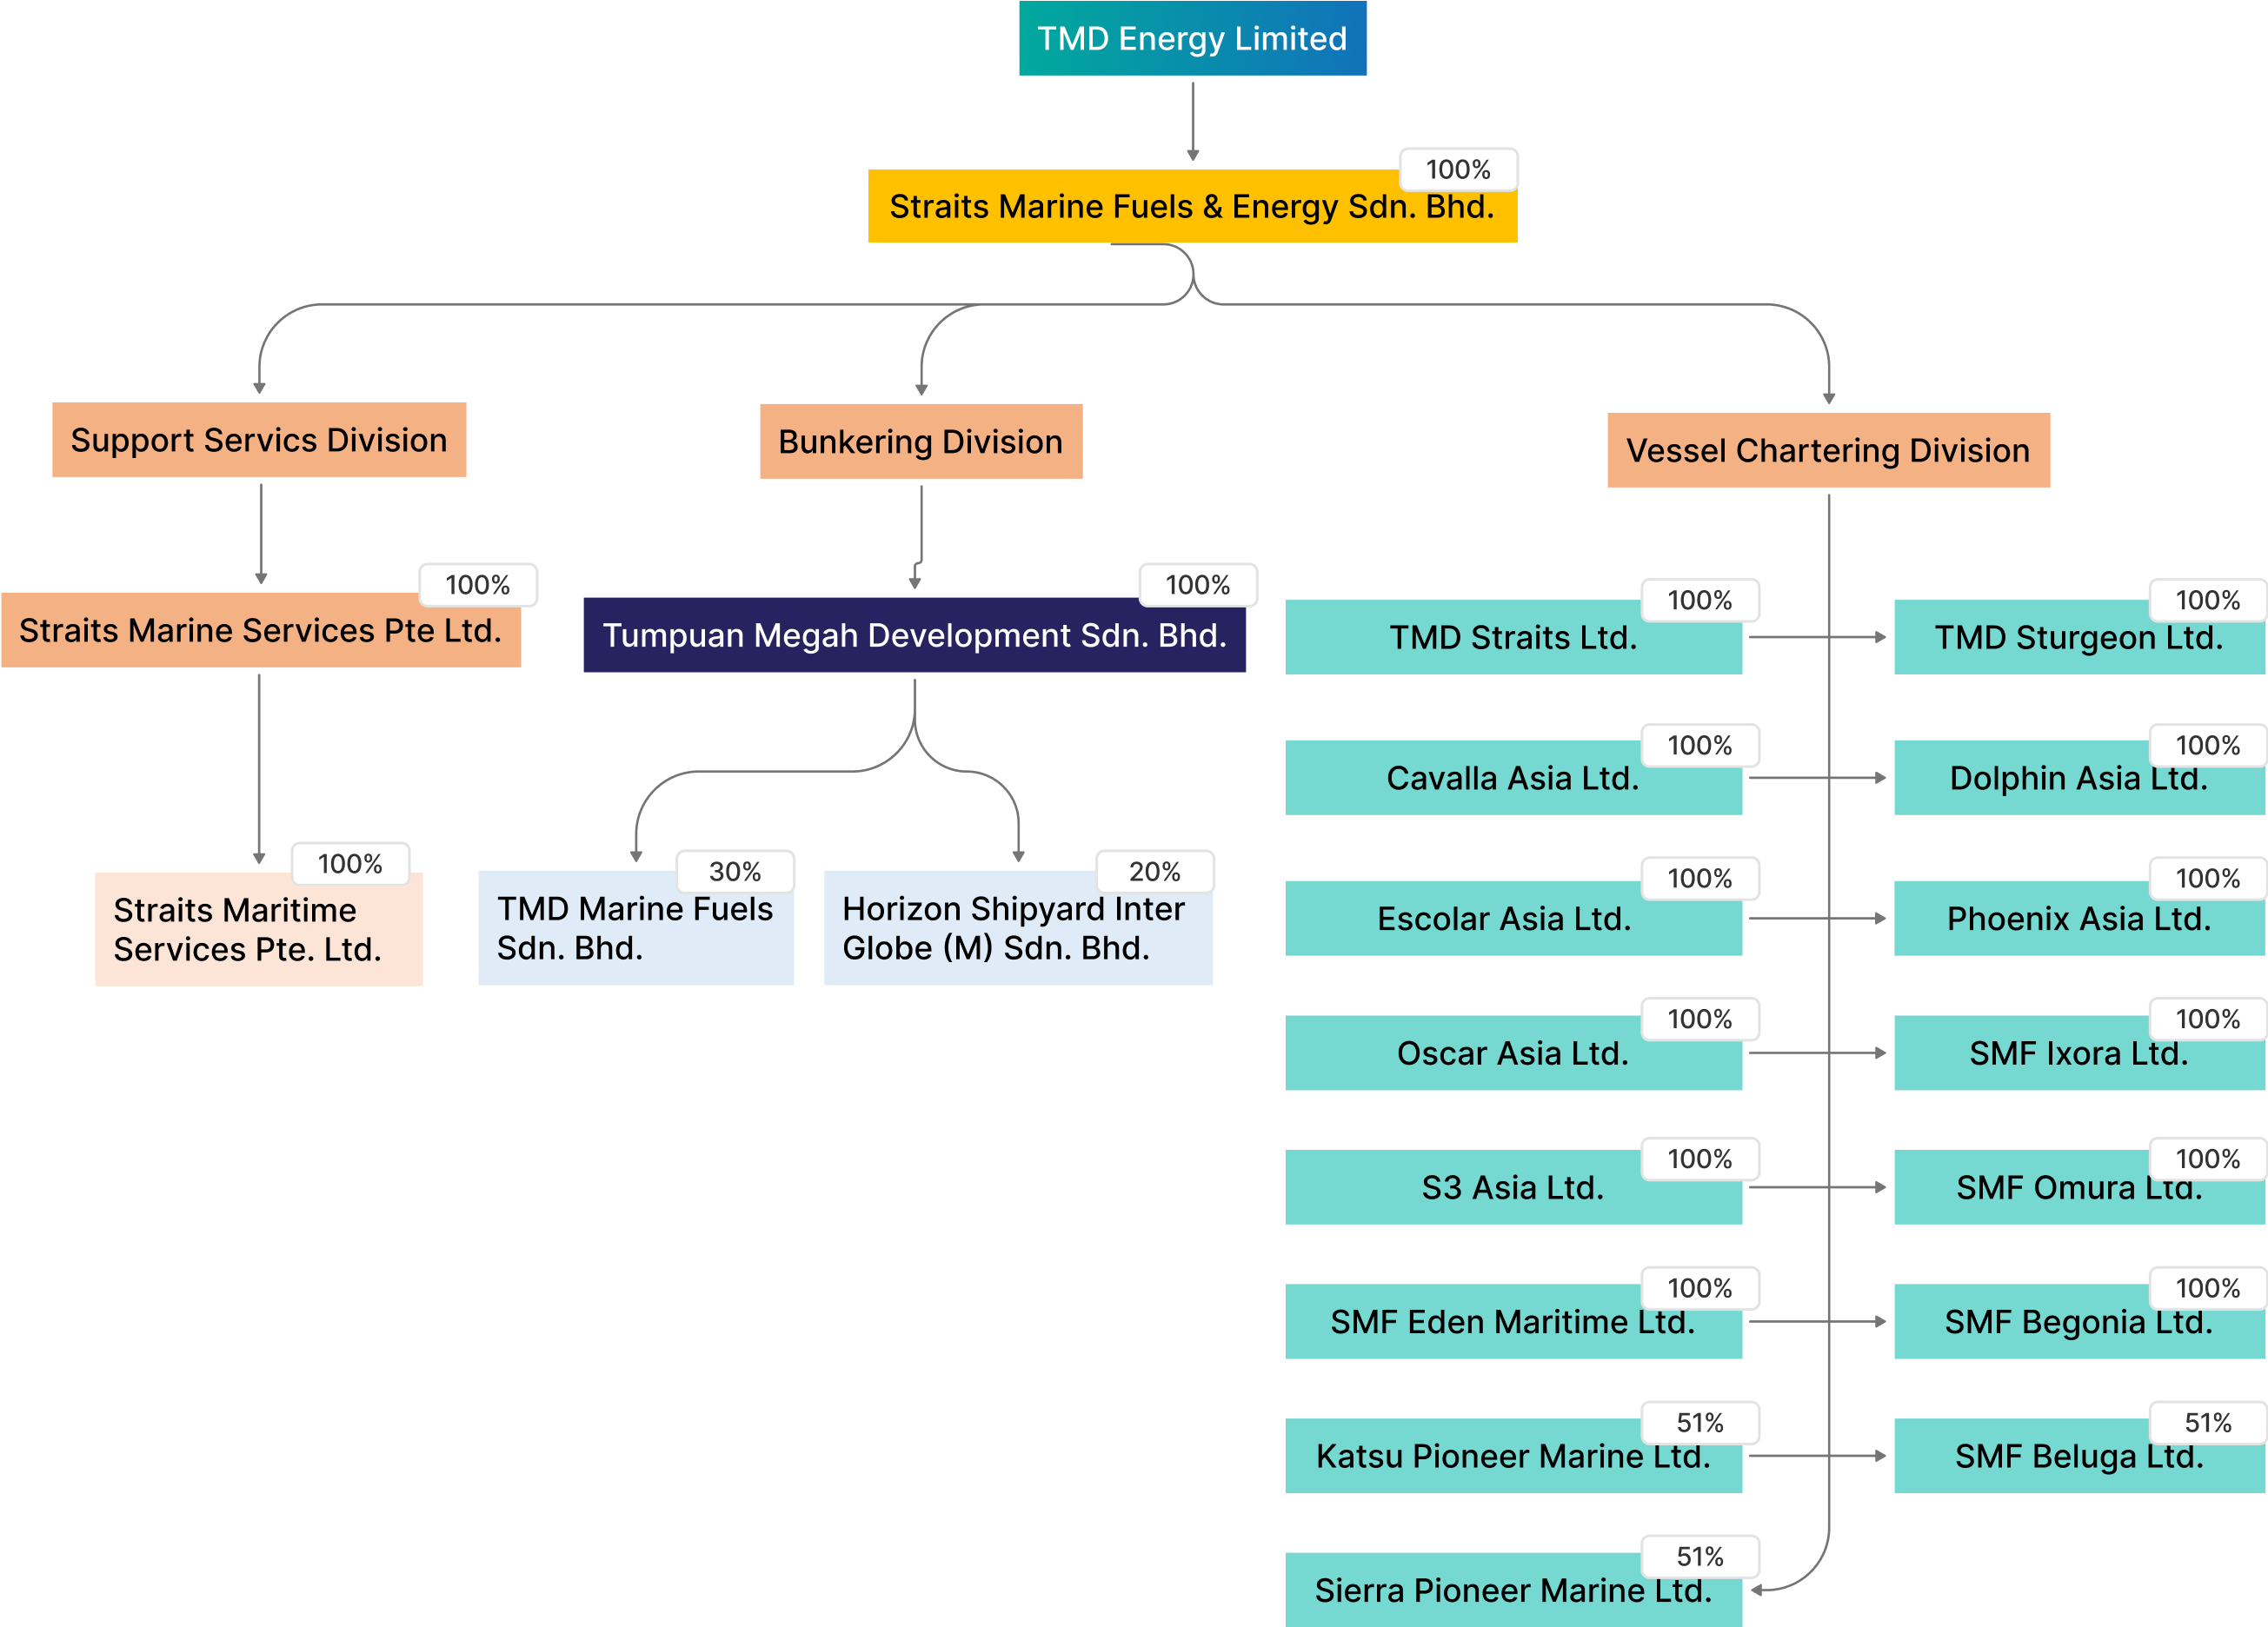 TMD Energy Limited
100%
Straits Marine Fuels & Energy Sdn. Bhd.
Support Servics Division
Bunkering Division
Vessel Chartering Division
100%
Straits Marine Services Pte Ltd.
100%
Straits Maritime
Services Pte. Ltd.
100%
Tumpuan Megah Development Sdn. Bhd.
30%
TMD Marine Fuels
Sdn. Bhd.
20%
Horizon Shipyard Inter
Globe (M) Sdn. Bhd.
100%
TMD Straits Ltd.
100%
TMD Sturgeon Ltd.
100%
Cavalla Asia Ltd.
100%
Dolphin Asia Ltd.
100%
Escolar Asia Ltd.
100%
Phoenix Asia Ltd.
100%
Oscar Asia Ltd.
100%
SMF Ixora Ltd.
100%
S3 Asia Ltd.
100%
SMF Omura Ltd.
100%
SMF Eden Maritime Ltd.
100%
SMF Begonia Ltd.
51%
Katsu Pioneer Marine Ltd.
51%
SMF Beluga Ltd.
51%
Sierra Pioneer Marine Ltd.